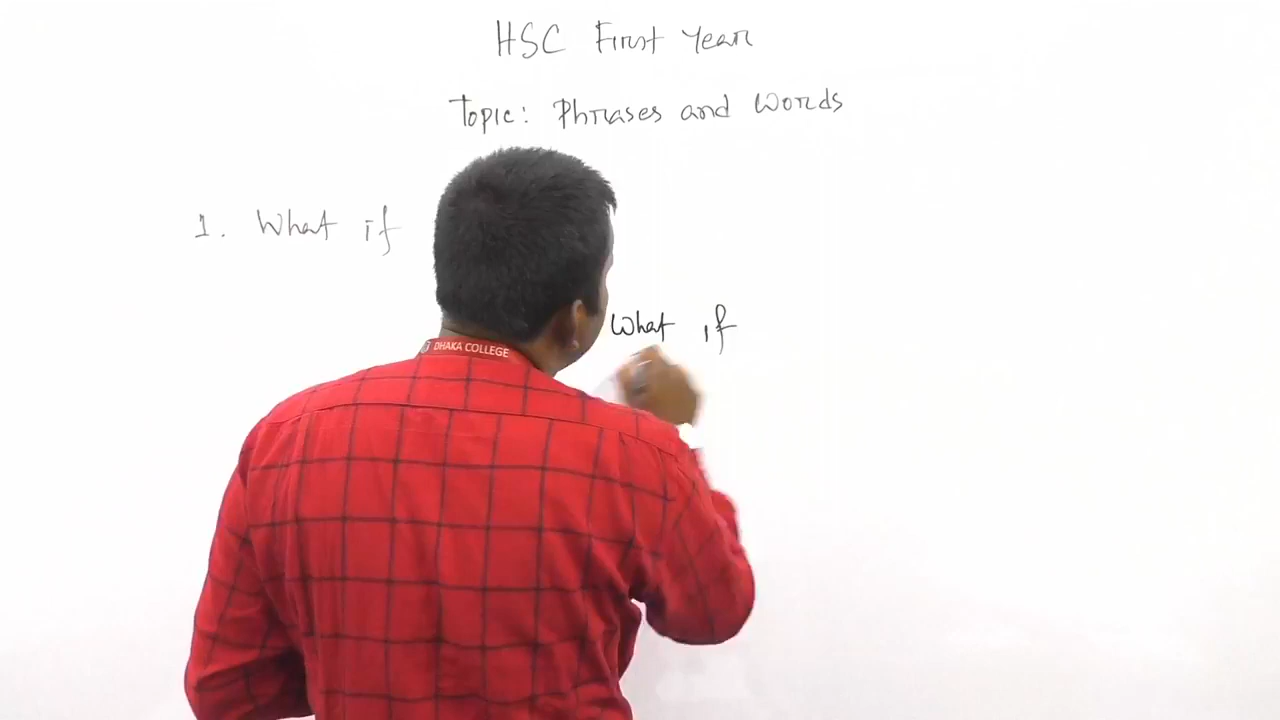 HSC First Year
Topic: Phrases and Words
1. What if
What if
DHAKA COLLEGE